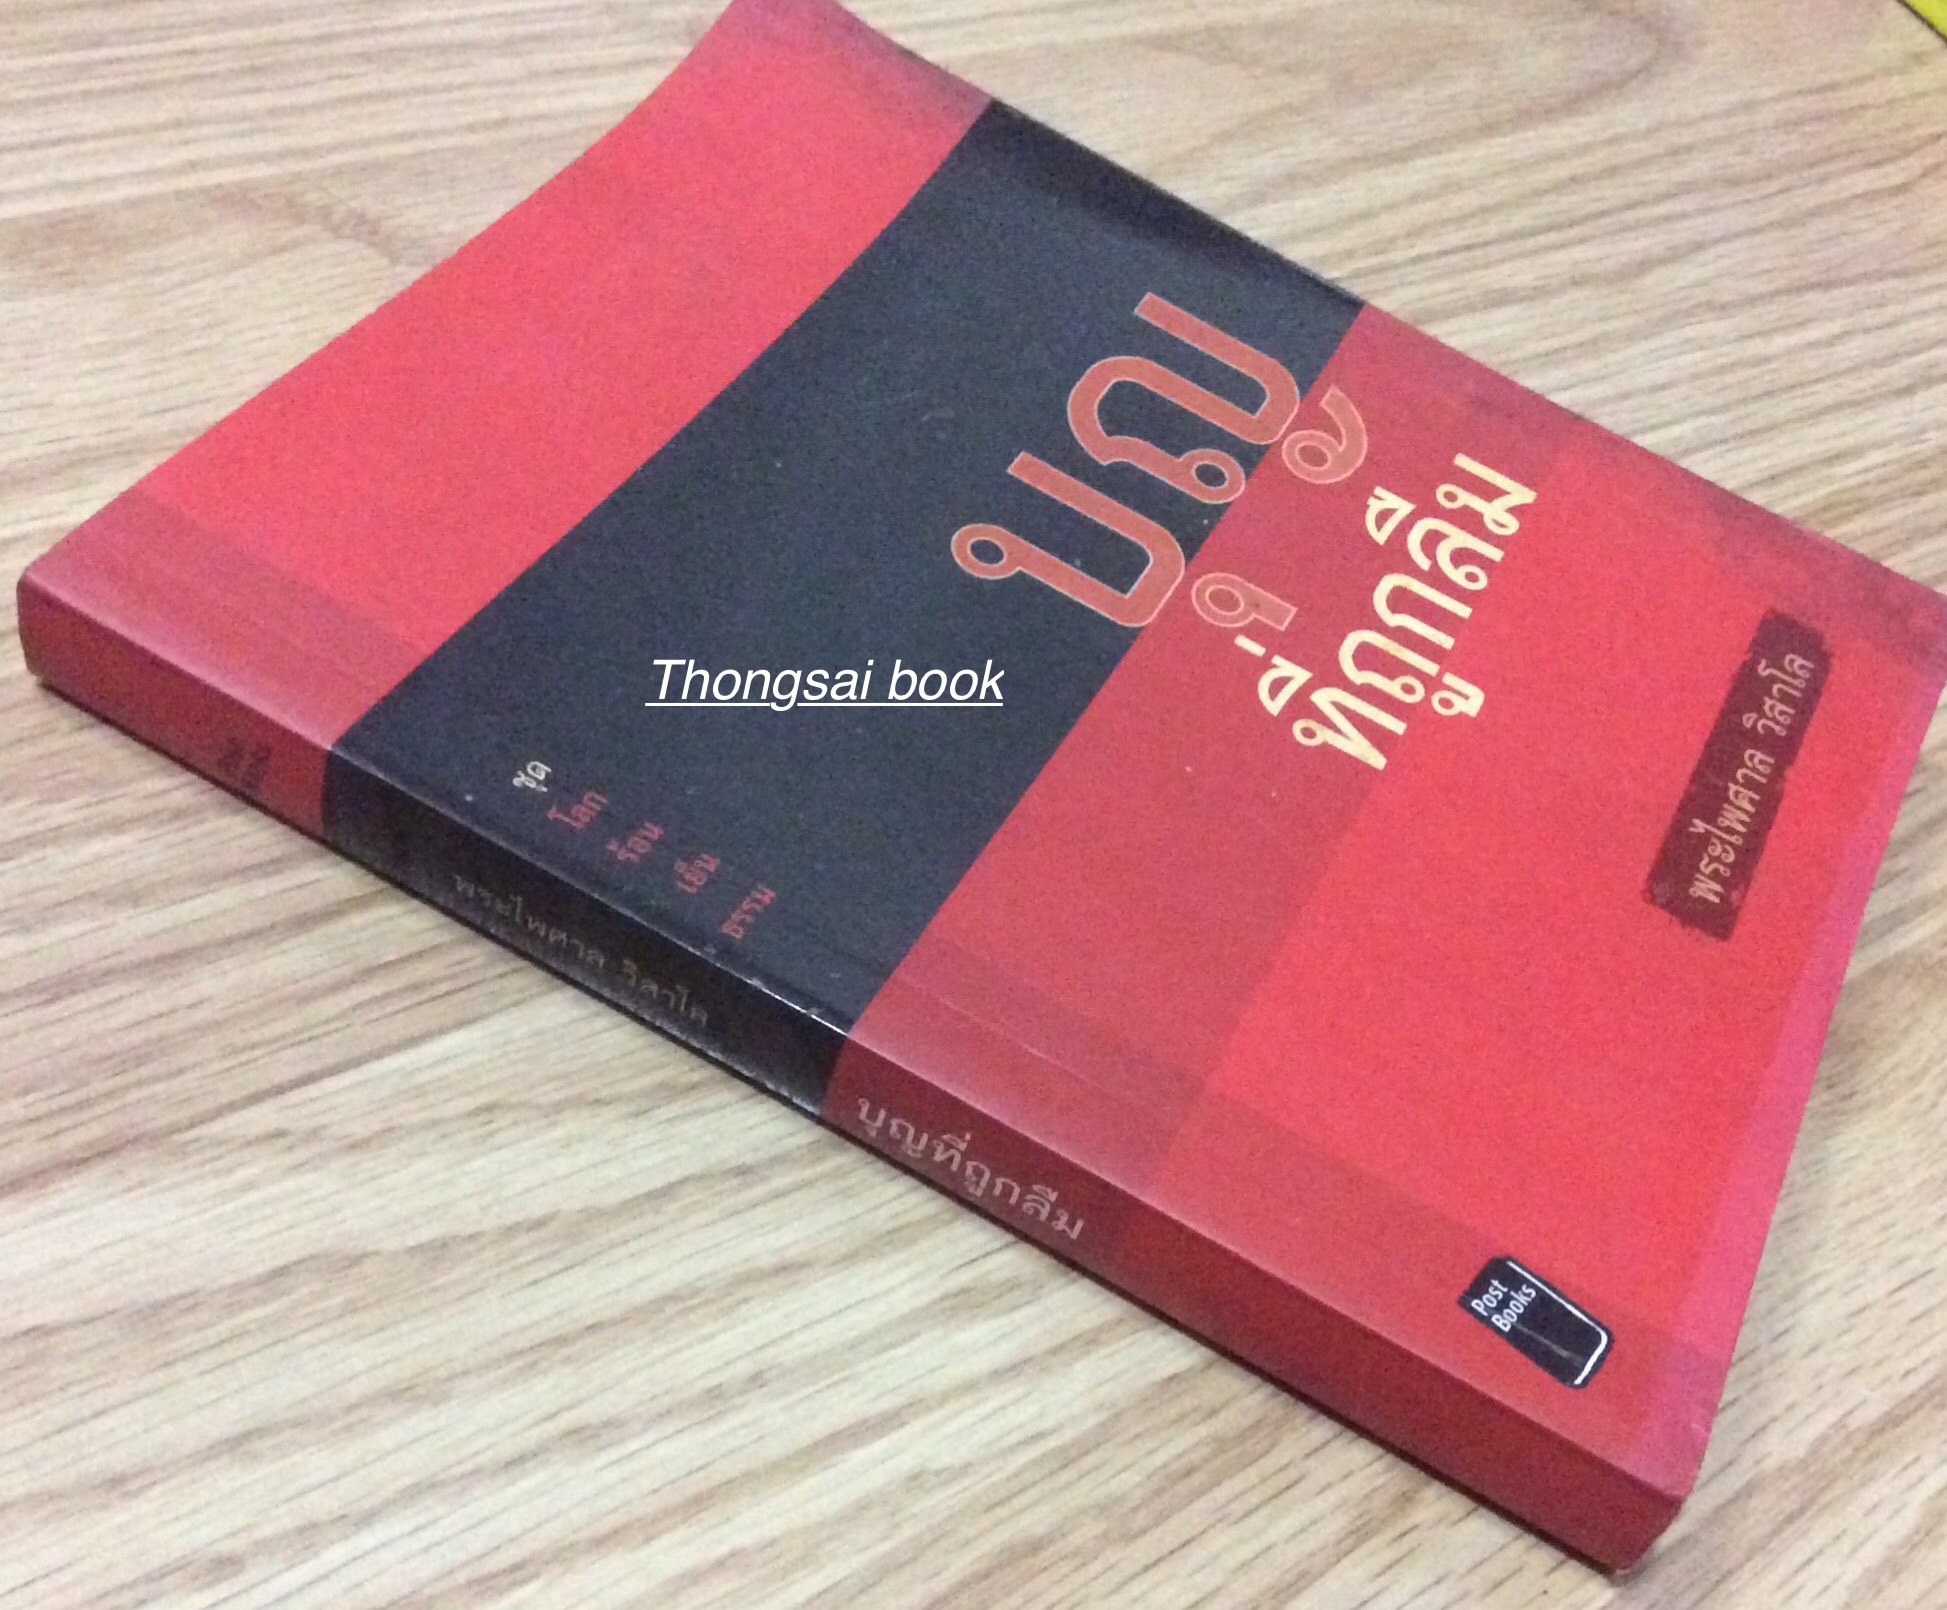 ชุด
โลก
ร้อน
เย็น
ธรรม
บุญ
ที่ถูกลืม
พระไพศาล วิสาโล
Post
Books
Thongsai book
พระไพศาล วิสาโล
บุญที่ถูกลืม